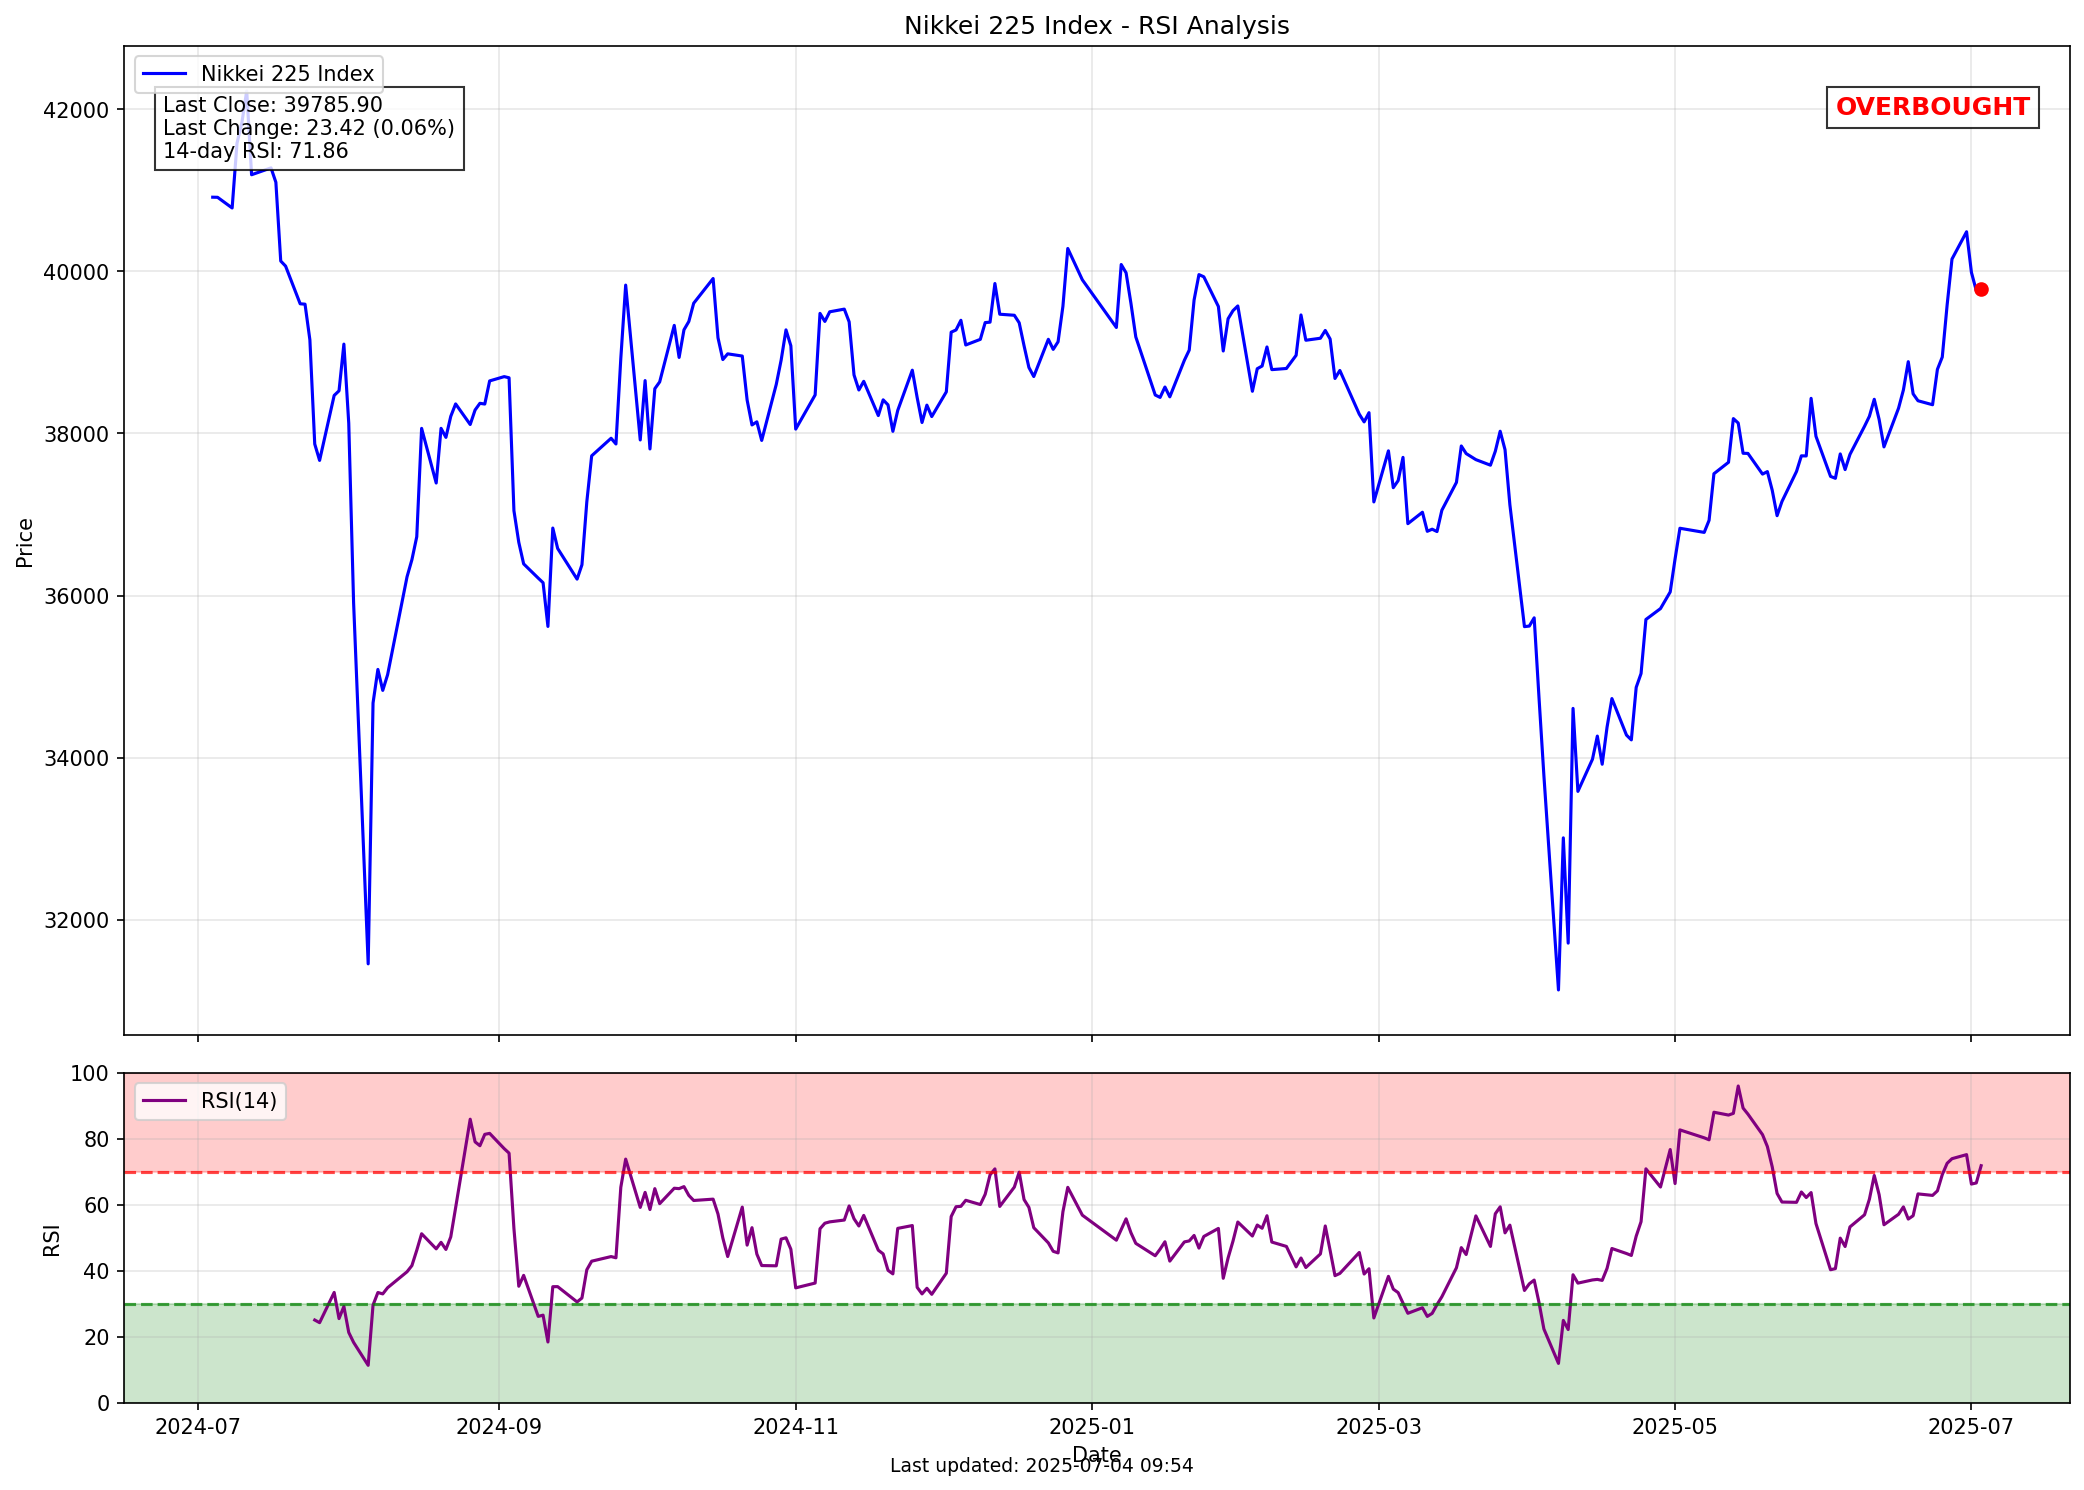 Nikkei 225 Index - RSI Analysis
Nikkei 225 Index
Last Close: 39785.90
Last Change: 23.42 (0.06%)
14-day RSI: 71.86
OVERBOUGHT
42000
40000
38000
36000
34000
32000
Price
100
80
60
40
20
0
RSI
RSI(14)
2024-07
2024-09
2024-11
2025-01
2025-03
2025-05
2025-07
Date
Last updated: 2025-07-04 09:54